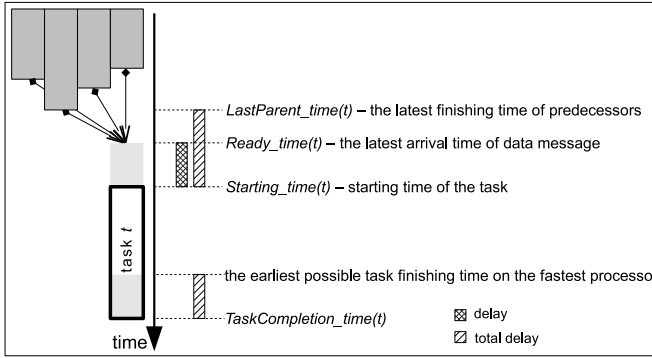 LastParent_time(t) – the latest finishing time of predecessors
Ready_time(t) – the latest arrival time of data message
Starting_time(t) – starting time of the task
task t
the earliest possible task finishing time on the fastest processo
delay
TaskCompletion_time(t)
total delay
time